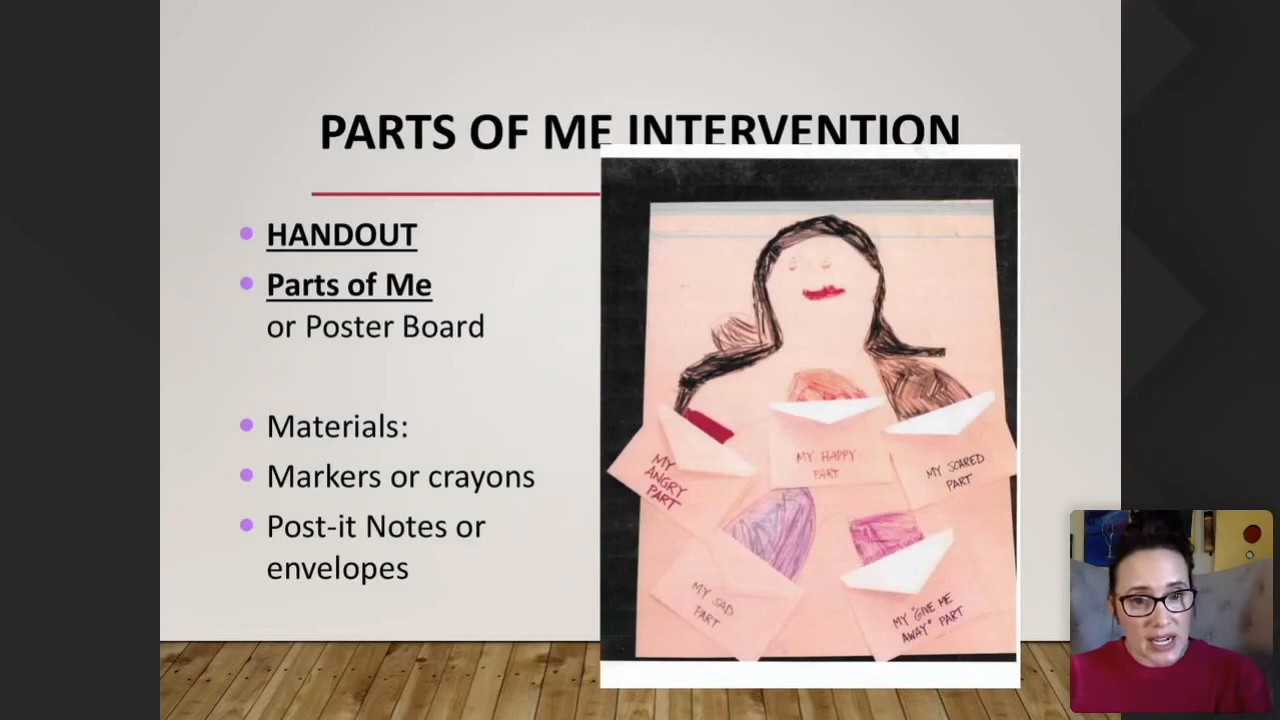 PARTS OF ME INTERVENTION
HANDOUT
Parts of Me
or Poster Board
Materials:
Markers or crayons
Post-it Notes or
envelopes
MY
ANGRY
PART
MY HAPPY
PART
MY SCARED
PART
MY SAD
PART
MY "GIVE ME
AWAY" PART